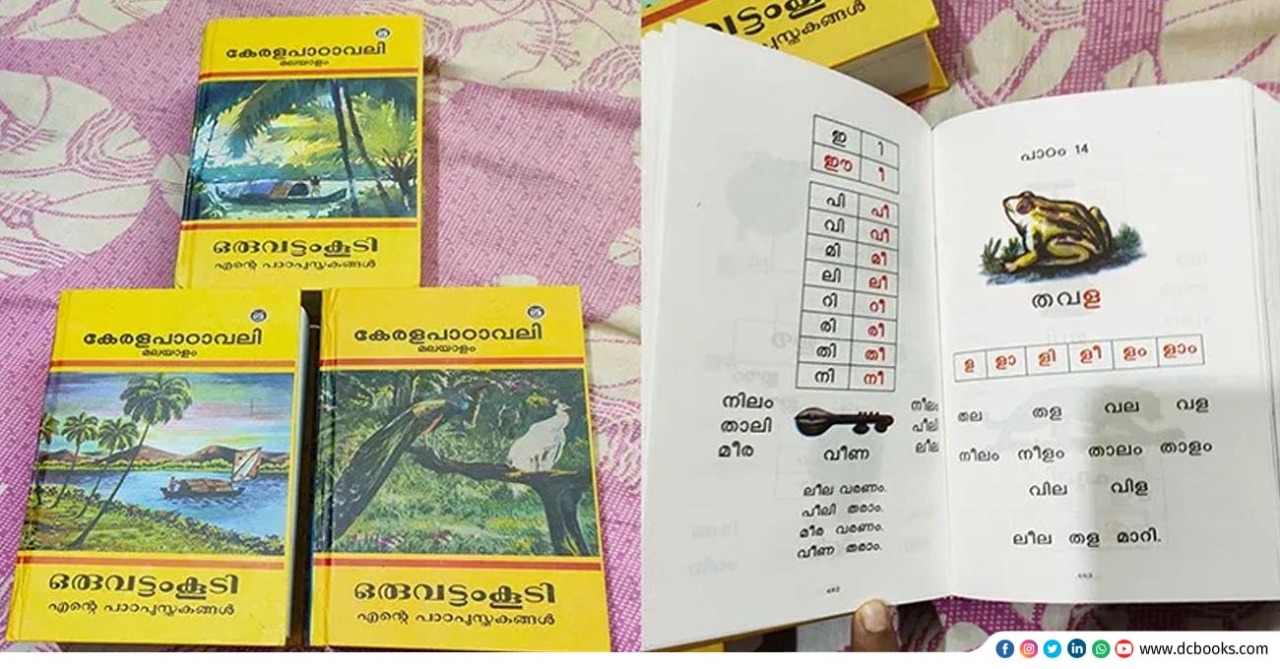 കേരളപാഠാവലി
മലയാളം
ഒരുവട്ടംകൂടി
എന്റെ പാഠപുസ്തകങ്ങൾ
കേരളപാഠാവലി
മലയാളം
ഒരുവട്ടംകൂടി
എന്റെ പാഠപുസ്തകങ്ങൾ
കേരളപാഠാവലി
മലയാളം
ഒരുവട്ടംകൂടി
എന്റെ പാഠപുസ്തകങ്ങൾ
ഇ ി
ഈ ീ
പി പീ
വി വീ
മി മീ
ലി ലീ
റി റീ
രി രീ
തി തീ
നി നീ
നിലം നീലം
താലി പീലി
മീര വീണ ലീല
ലീല വരണം.
പീലി തരാം.
മീര വരണം.
വീണ തരാം.
പാഠം 14
തവള
ള ളാ ളി ളീ ളം ളാം
തല തള വല വള
നീലം നീളം താലം താളം
വില വിള
ലീല തള മാറി.
www.dcbooks.com